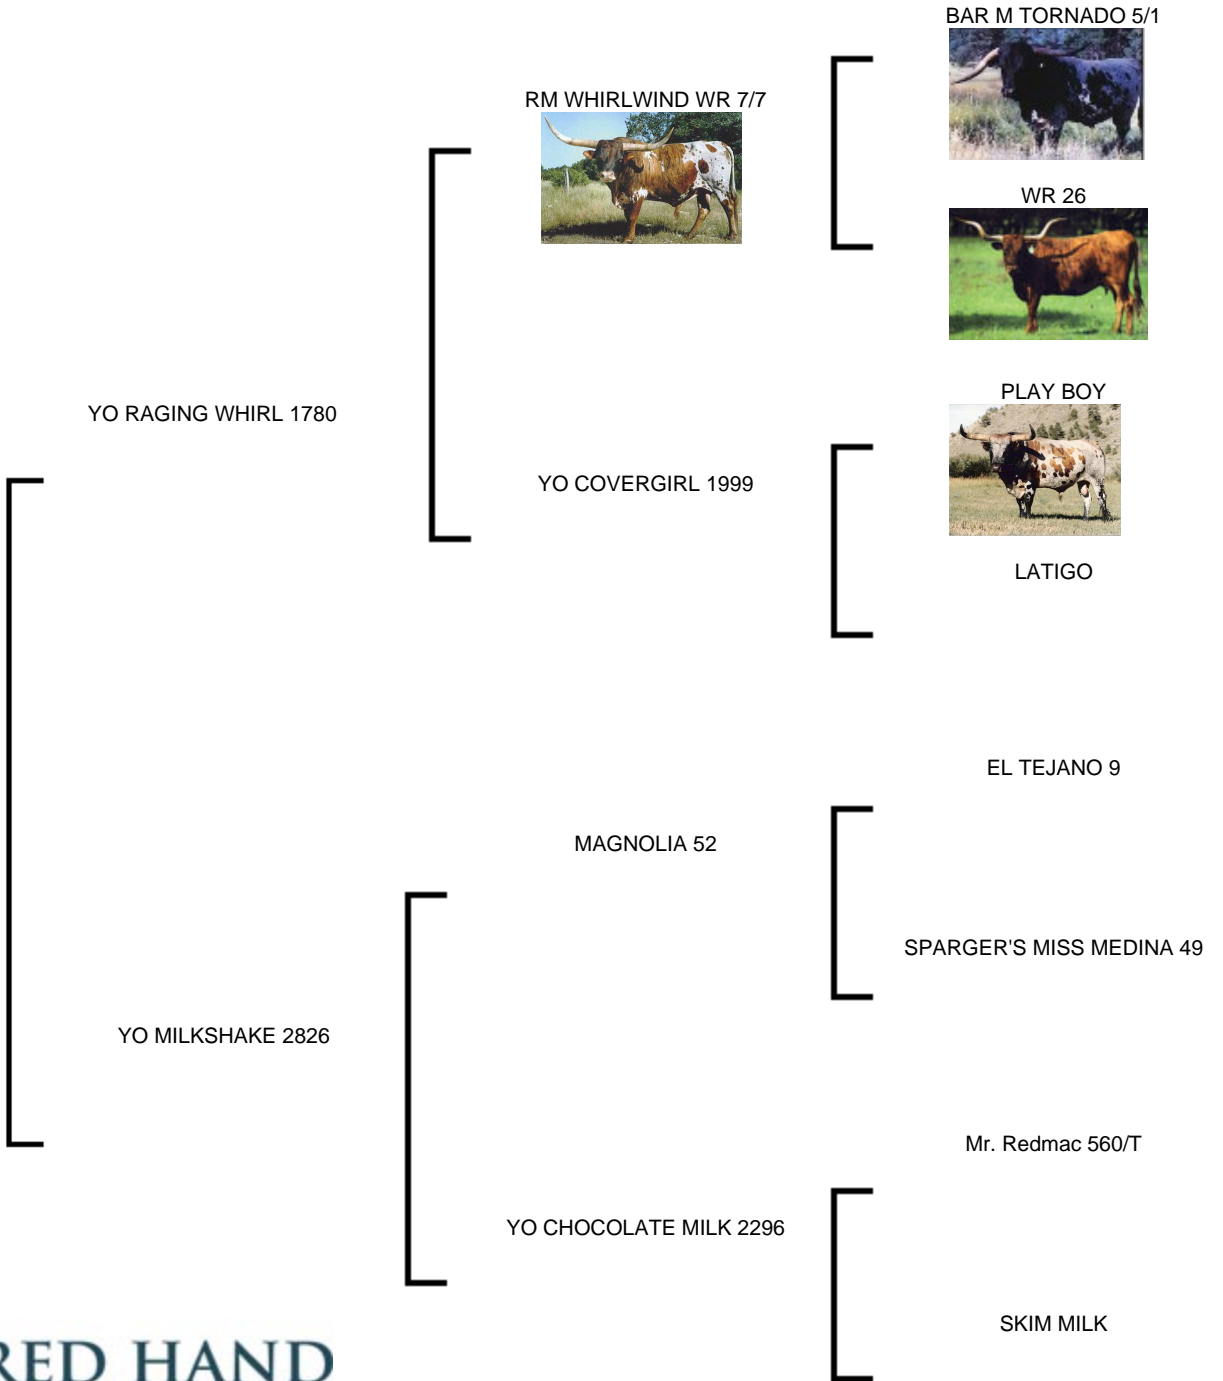 BAR M TORNADO 5/1
RM WHIRLWIND WR 7/7
WR 26
PLAY BOY
YO RAGING WHIRL 1780
YO COVERGIRL 1999
LATIGO
EL TEJANO 9
MAGNOLIA 52
SPARGER'S MISS MEDINA 49
YO MILKSHAKE 2826
Mr. Redmac 560/T
YO CHOCOLATE MILK 2296
SKIM MILK
RED HAND